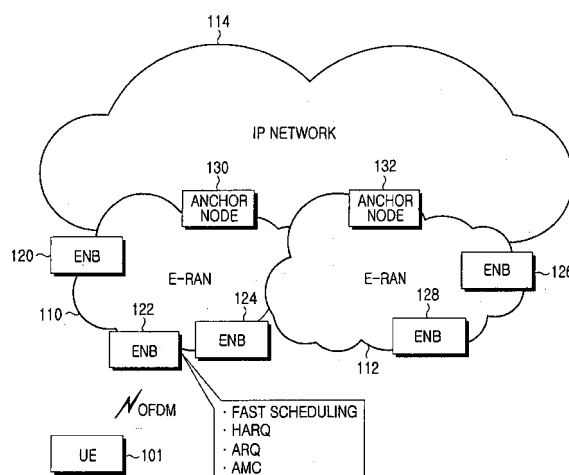 114
IP NETWORK
130
132
ANCHOR
NODE
ANCHOR
NODE
120
ENB
E-RAN
E-RAN
ENB
126
110
122
124
128
ENB
ENB
ENB
112
OFDM
· FAST SCHEDULING
· HARQ
· ARQ
· AMC
UE
101